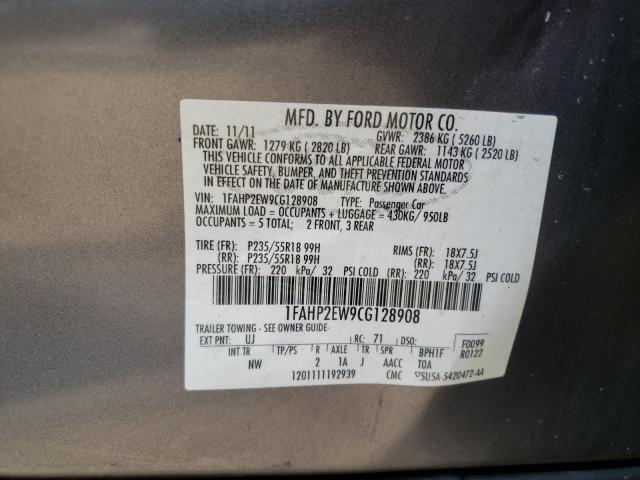 MFD. BY FORD MOTOR CO.
DATE: 11/11 GVWR: 2386 KG ( 5260 LB)
FRONT GAWR: 1279 KG ( 2820 LB) REAR GAWR: 1143 KG ( 2520 LB)
THIS VEHICLE CONFORMS TO ALL APPLICABLE FEDERAL MOTOR
VEHICLE SAFETY, BUMPER, AND THEFT PREVENTION STANDARDS
IN EFFECT ON THE DATE OF MANUFACTURE SHOWN ABOVE.
VIN: 1FAHP2EW9CG128908 TYPE: Passenger Car
MAXIMUM LOAD = OCCUPANTS + LUGGAGE = 430KG/ 950LB
OCCUPANTS = 5 TOTAL; 2 FRONT, 3 REAR
TIRE (FR): P235/55R18 99H RIMS (FR): 18X7.5J
(RR): P235/55R18 99H (RR): 18X7.5J
PRESSURE (FR): 220 kPa/ 32 PSI COLD (RR): 220 kPa/ 32 PSI COLD
1FAHP2EW9CG128908
TRAILER TOWING - SEE OWNER GUIDE
EXT PNT: UJ RC: 71 DSO: F0099
INT TR TP/PS R AXLE TR SPR BPH1F R0122
NW 2 1A J AACC TOA
1201111192939 CMC 5U5A-5420472-AA